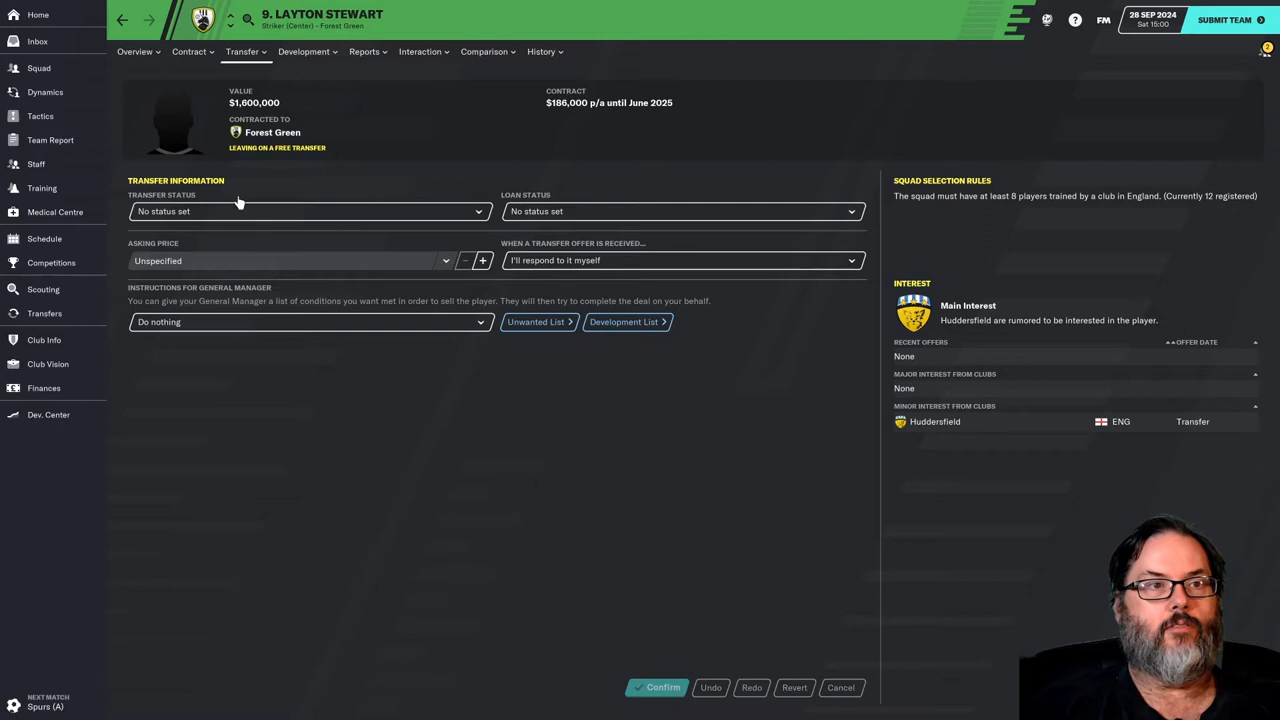 Home
Inbox
Squad
Dynamics
Tactics
Team Report
Staff
Training
Medical Centre
Schedule
Competitions
Scouting
Transfers
Club Info
Club Vision
Finances
Dev. Center
NEXT MATCH
Spurs (A)
9. LAYTON STEWART
Striker (Center) - Forest Green
FM
28 SEP 2024
Sat 15:00
SUBMIT TEAM
2
Overview
Contract
Transfer
Development
Reports
Interaction
Comparison
History
VALUE
$1,600,000
CONTRACTED TO
Forest Green
LEAVING ON A FREE TRANSFER
CONTRACT
$186,000 p/a until June 2025
TRANSFER INFORMATION
TRANSFER STATUS
No status set
LOAN STATUS
No status set
ASKING PRICE
Unspecified
WHEN A TRANSFER OFFER IS RECEIVED...
I'll respond to it myself
INSTRUCTIONS FOR GENERAL MANAGER
You can give your General Manager a list of conditions you want met in order to sell the player. They will then try to complete the deal on your behalf.
Do nothing
Unwanted List
Development List
SQUAD SELECTION RULES
The squad must have at least 8 players trained by a club in England. (Currently 12 registered)
INTEREST
Main Interest
Huddersfield are rumored to be interested in the player.
RECENT OFFERS
OFFER DATE
None
MAJOR INTEREST FROM CLUBS
None
MINOR INTEREST FROM CLUBS
Huddersfield
ENG
Transfer
Confirm
Undo
Redo
Revert
Cancel